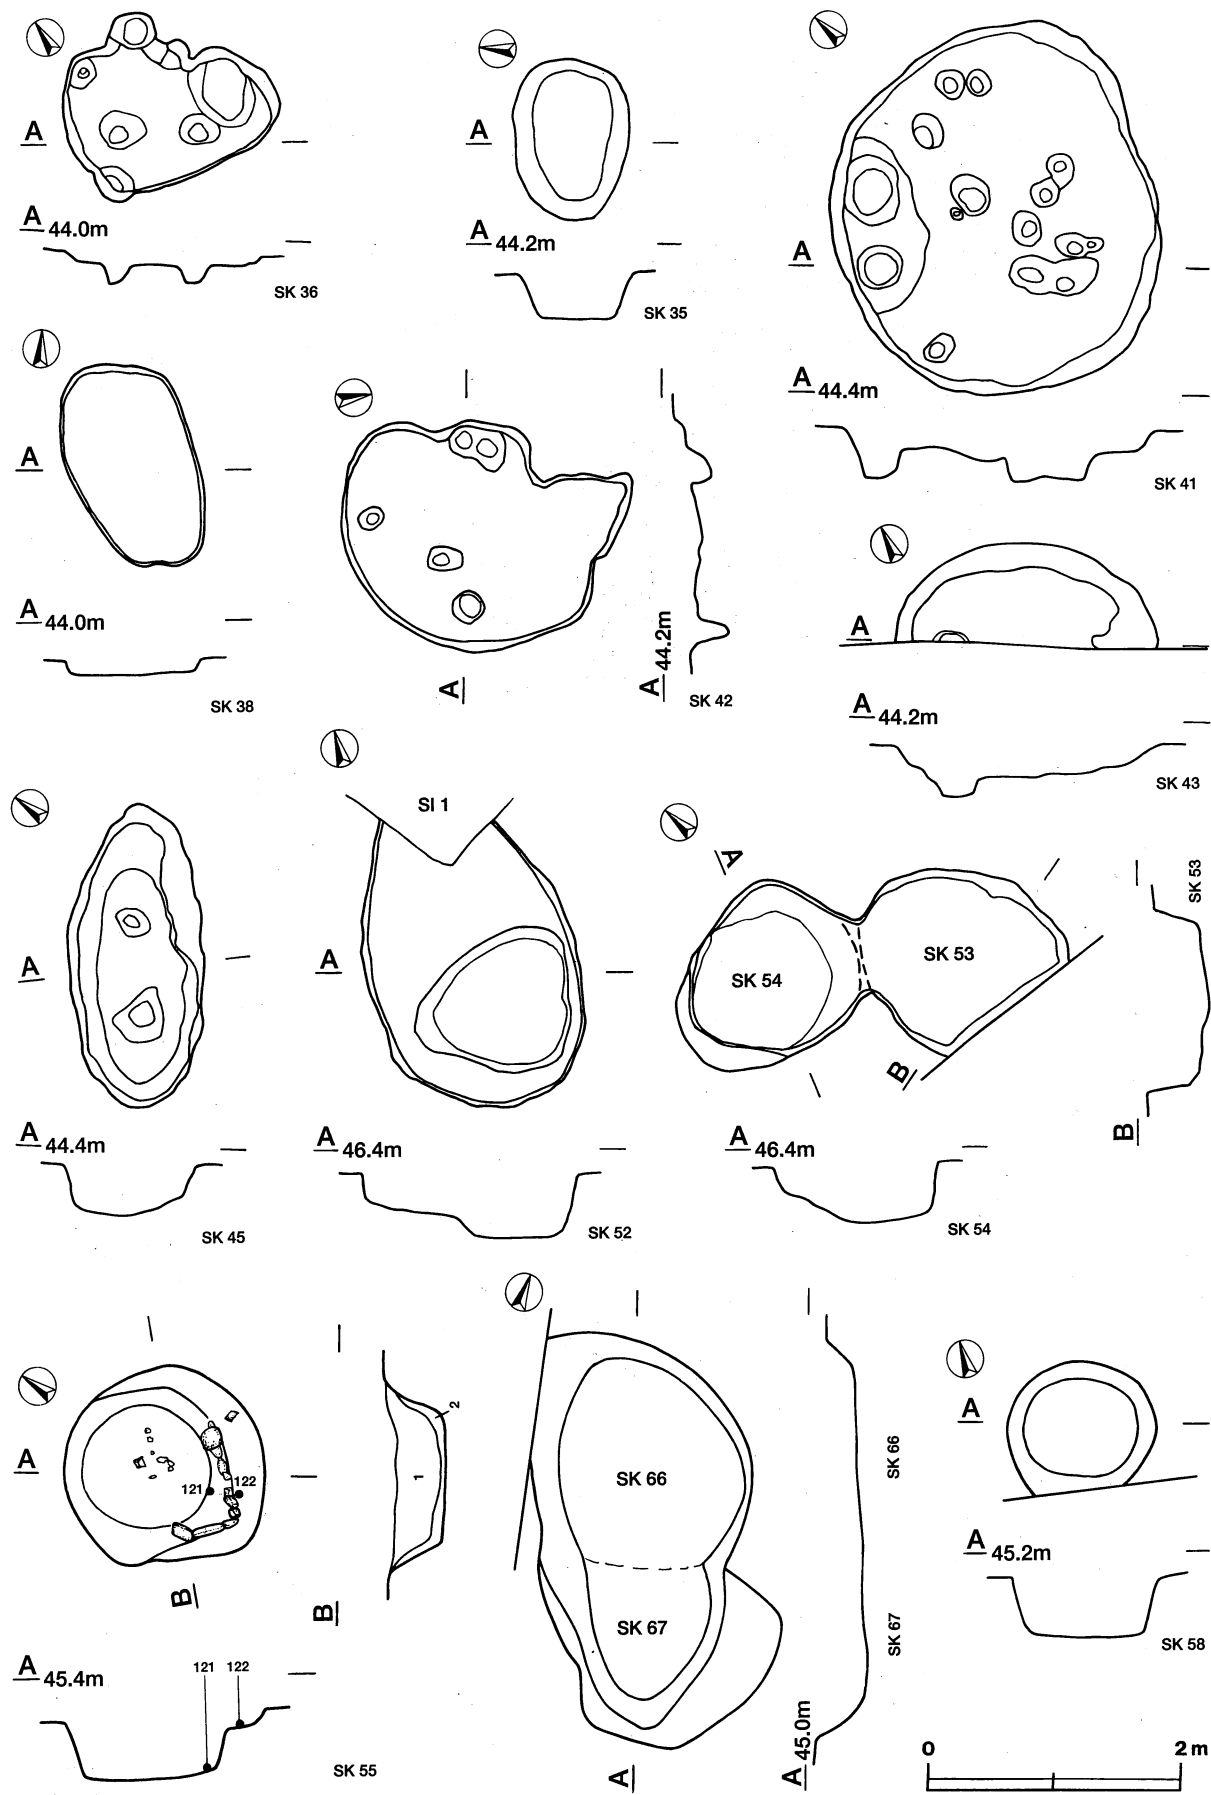 A
A 44.0m
SK 36
A
A 44.2m
SK 35
A
A 44.4m
SK 41
A
A 44.0m
SK 38
A
A 44.2m
SK 42
A
A 44.2m
SK 43
A
A 44.4m
SK 45
SI 1
A
A 46.4m
SK 52
A
SK 54
SK 53
B
A 46.4m
SK 54
SK 53
B
A
121
122
B
1
2
B
A 45.4m
121 122
SK 55
SK 66
SK 67
A
SK 66
SK 67
A 45.0m
A
A 45.2m
SK 58
0 2 m